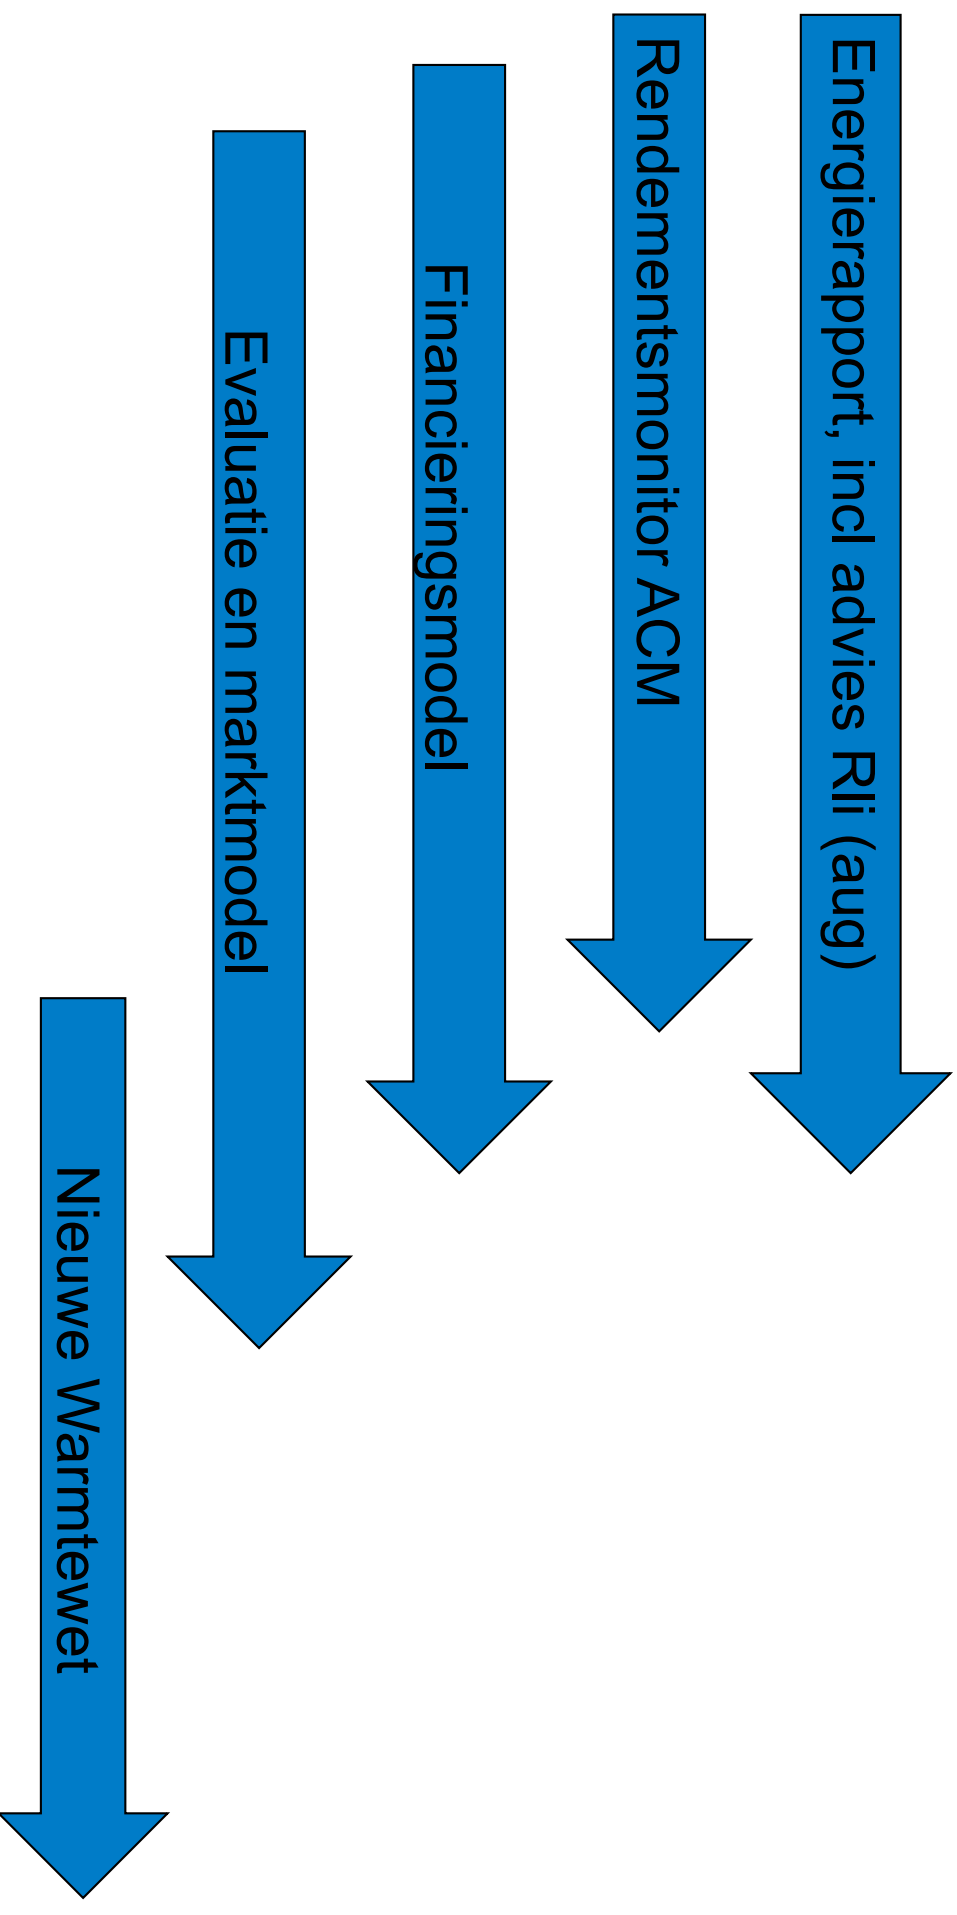 Energierapport, incl advies Rli (aug)
Rendementsmonitor ACM
Financieringsmodel
Evaluatie en marktmodel
Nieuwe Warmtewet